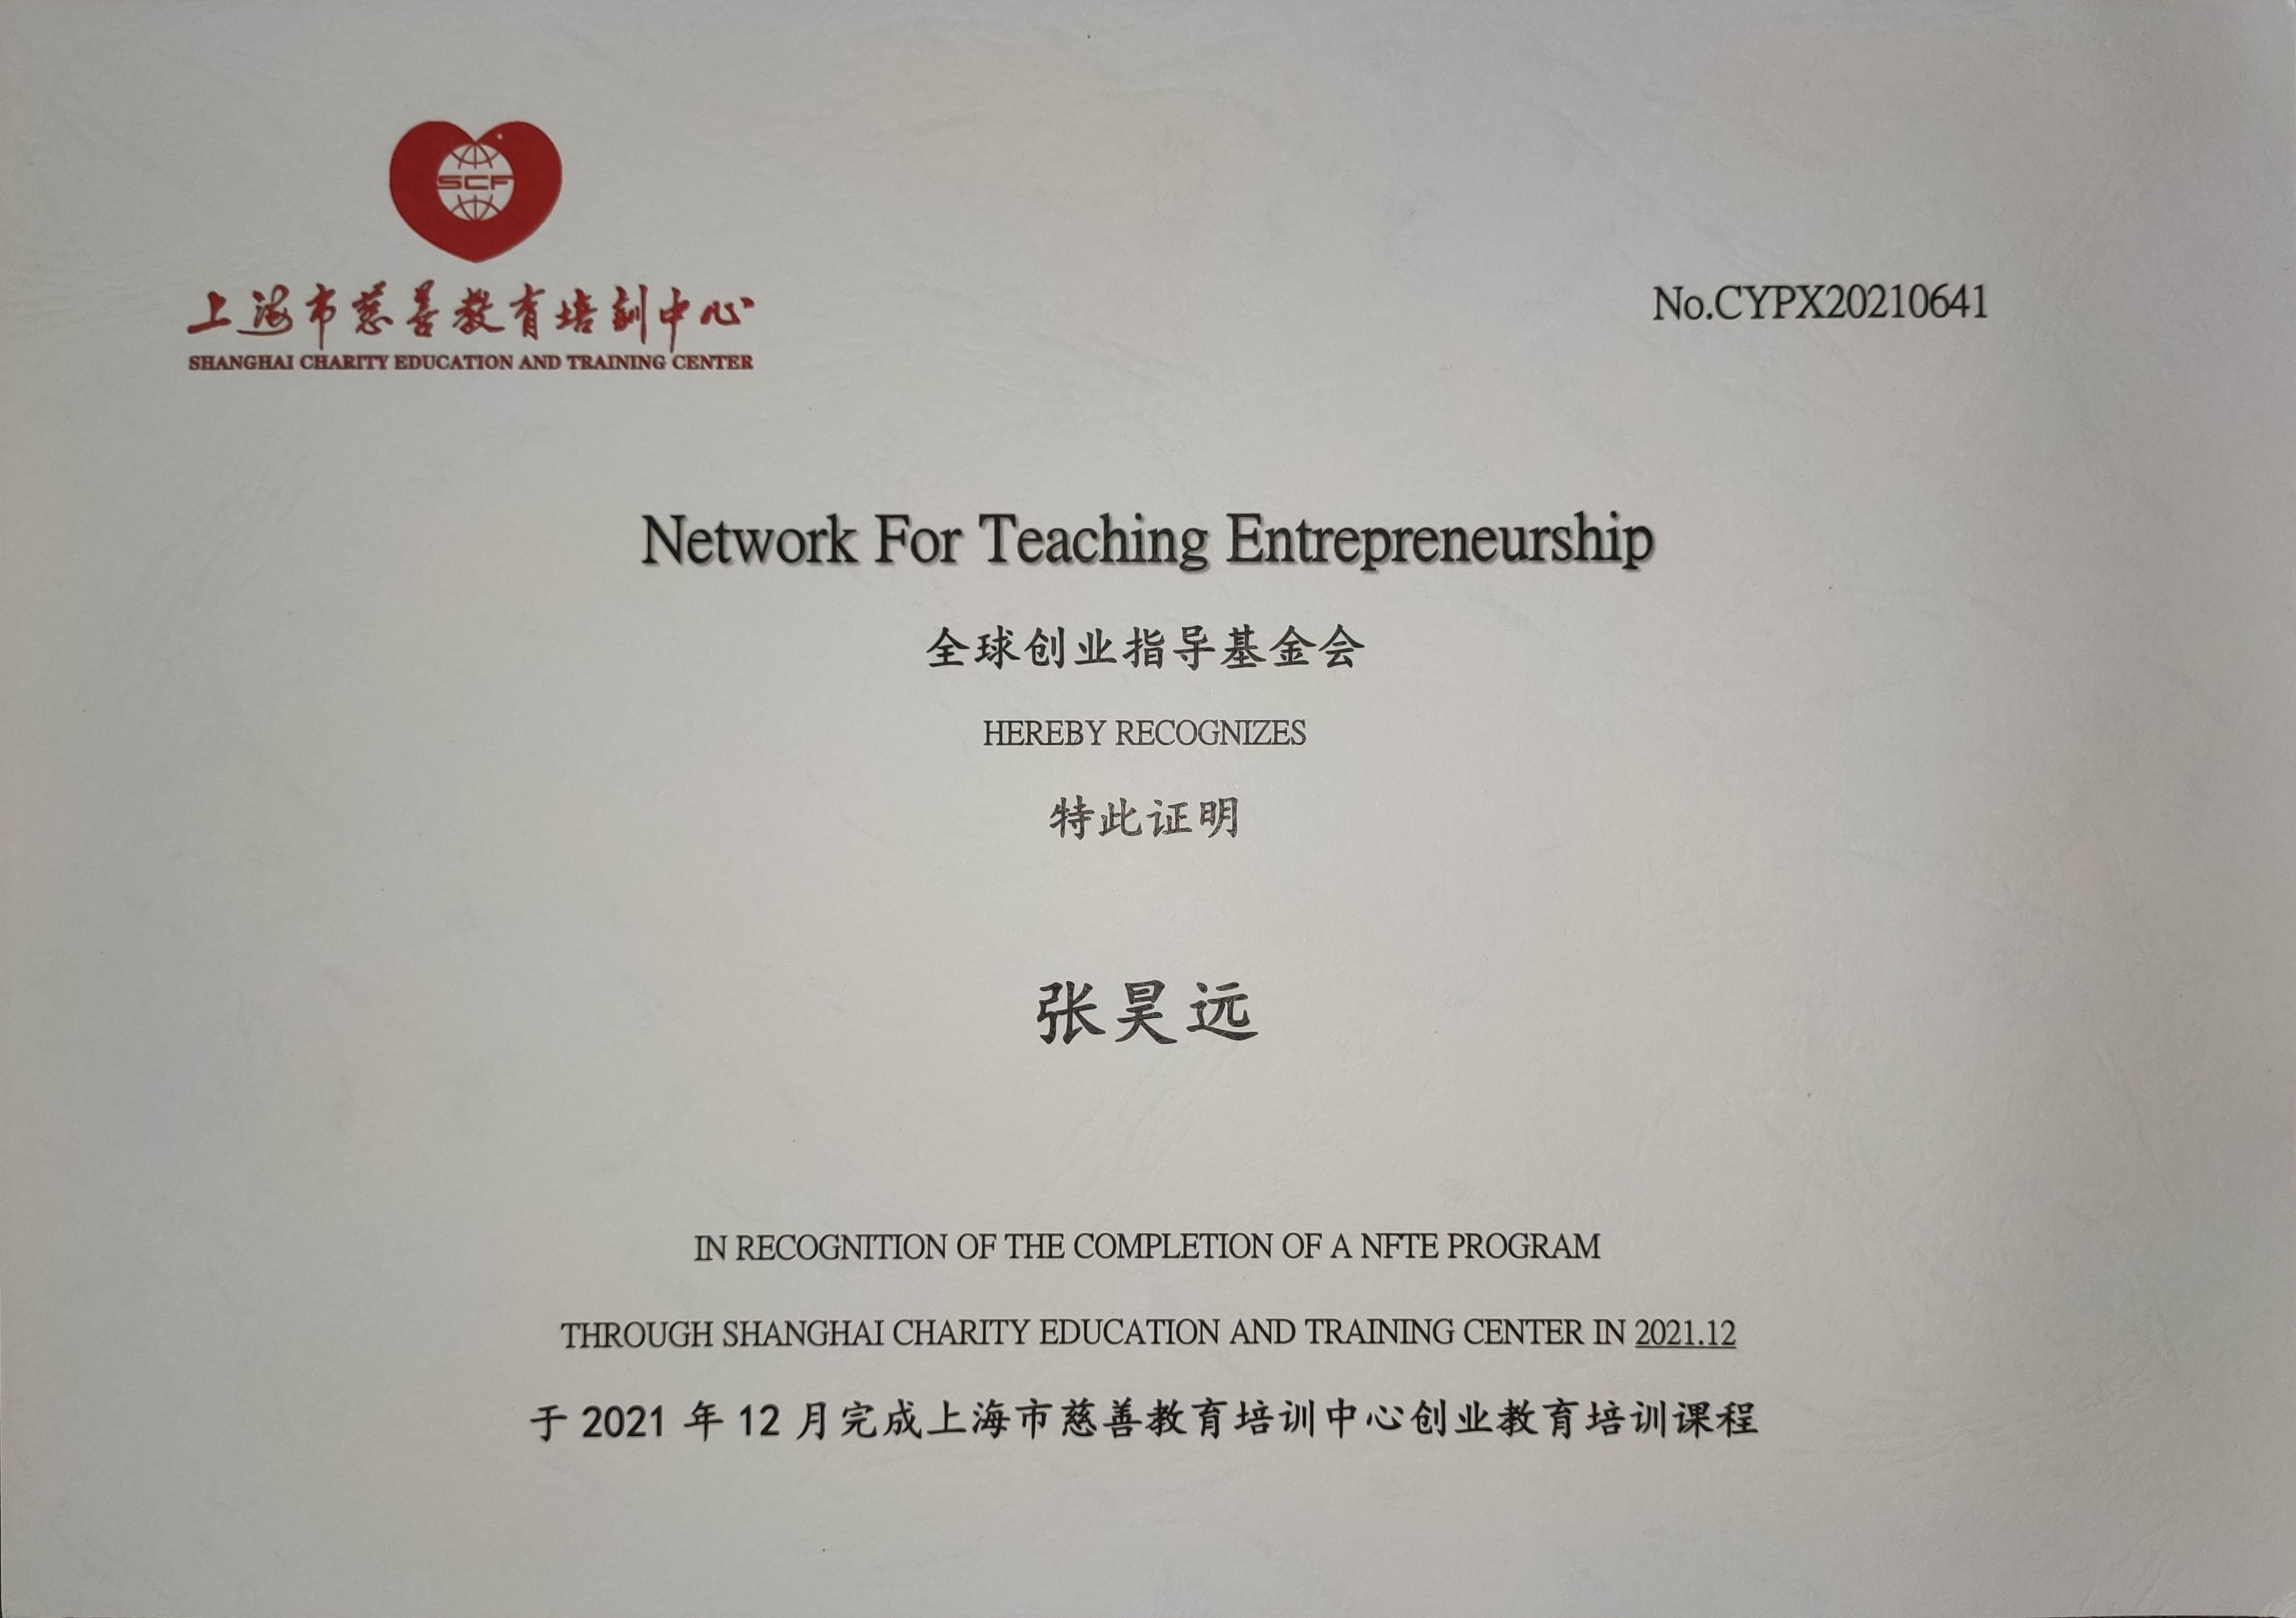 SCF
上海市慈善教育培训中心
SHANGHAI CHARITY EDUCATION AND TRAINING CENTER
No.CYPX20210641
Network For Teaching Entrepreneurship
全球创业指导基金会
HEREBY RECOGNIZES
特此证明
张昊远
IN RECOGNITION OF THE COMPLETION OF A NFTE PROGRAM
THROUGH SHANGHAI CHARITY EDUCATION AND TRAINING CENTER IN 2021.12
于 2021 年 12 月完成上海市慈善教育培训中心创业教育培训课程